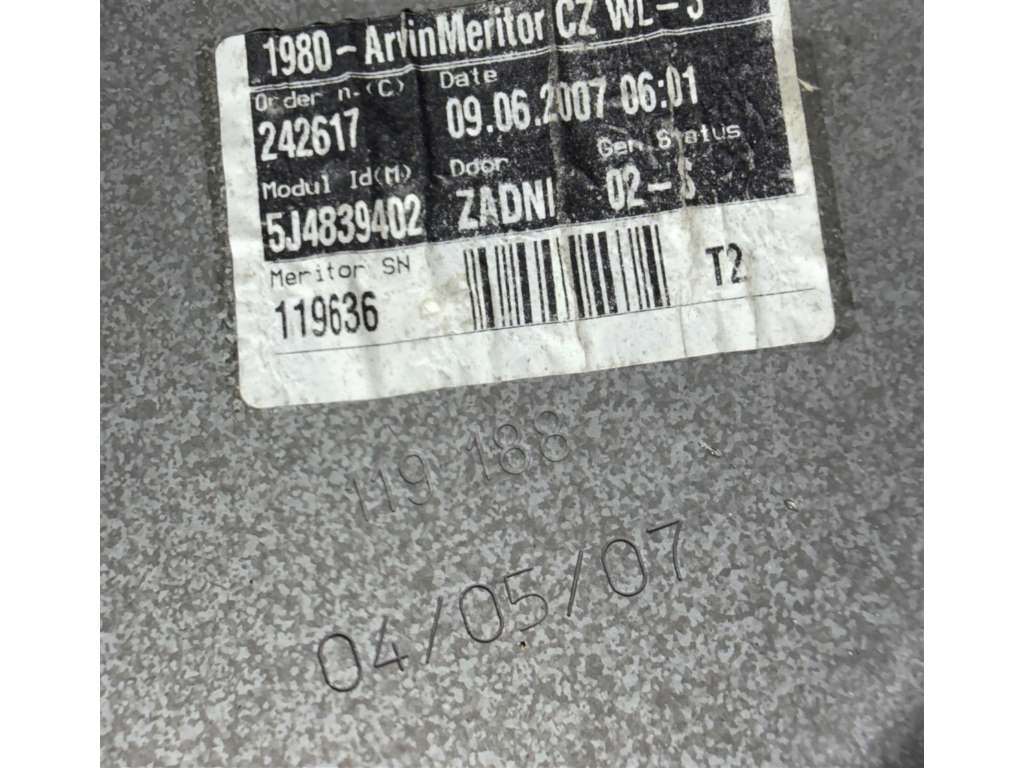 1980-ArvinMeritor CZ WL-S
Order n.(C) Date
242617 09.06.2007 06:01
Modul Id(M) Door Gen.Status
5J4839402 ZADNI 02-S
Meritor SN
119636 T2
119 188
04/05/07